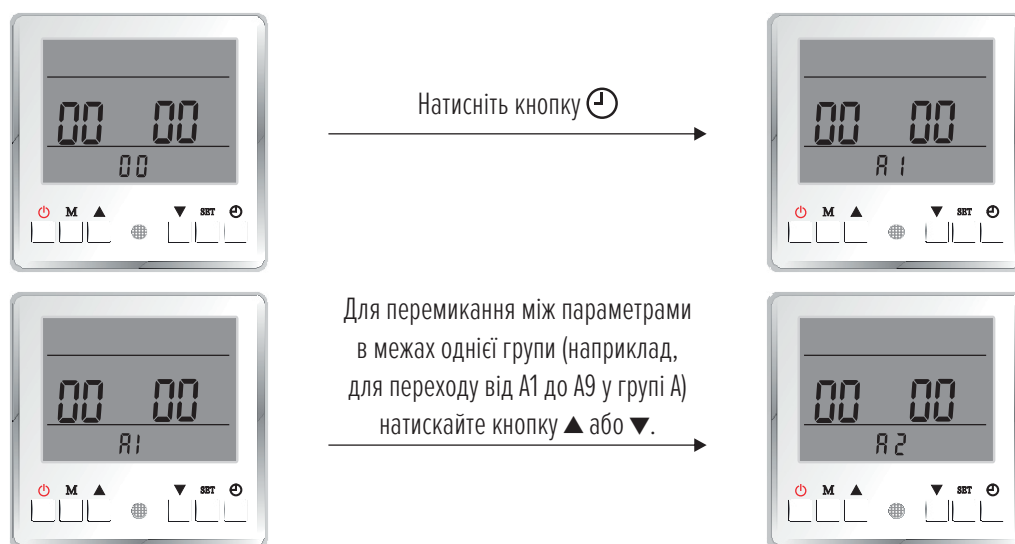 00 00
00
M ▲ ▼ SET
Натисніть кнопку
00 00
A1
M ▲ ▼ SET
00 00
A1
M ▲ ▼ SET
Для перемикання між параметрами
в межах однієї групи (наприклад,
для переходу від А1 до А9 у групі А)
натискайте кнопку ▲ або ▼.
00 00
A2
M ▲ ▼ SET